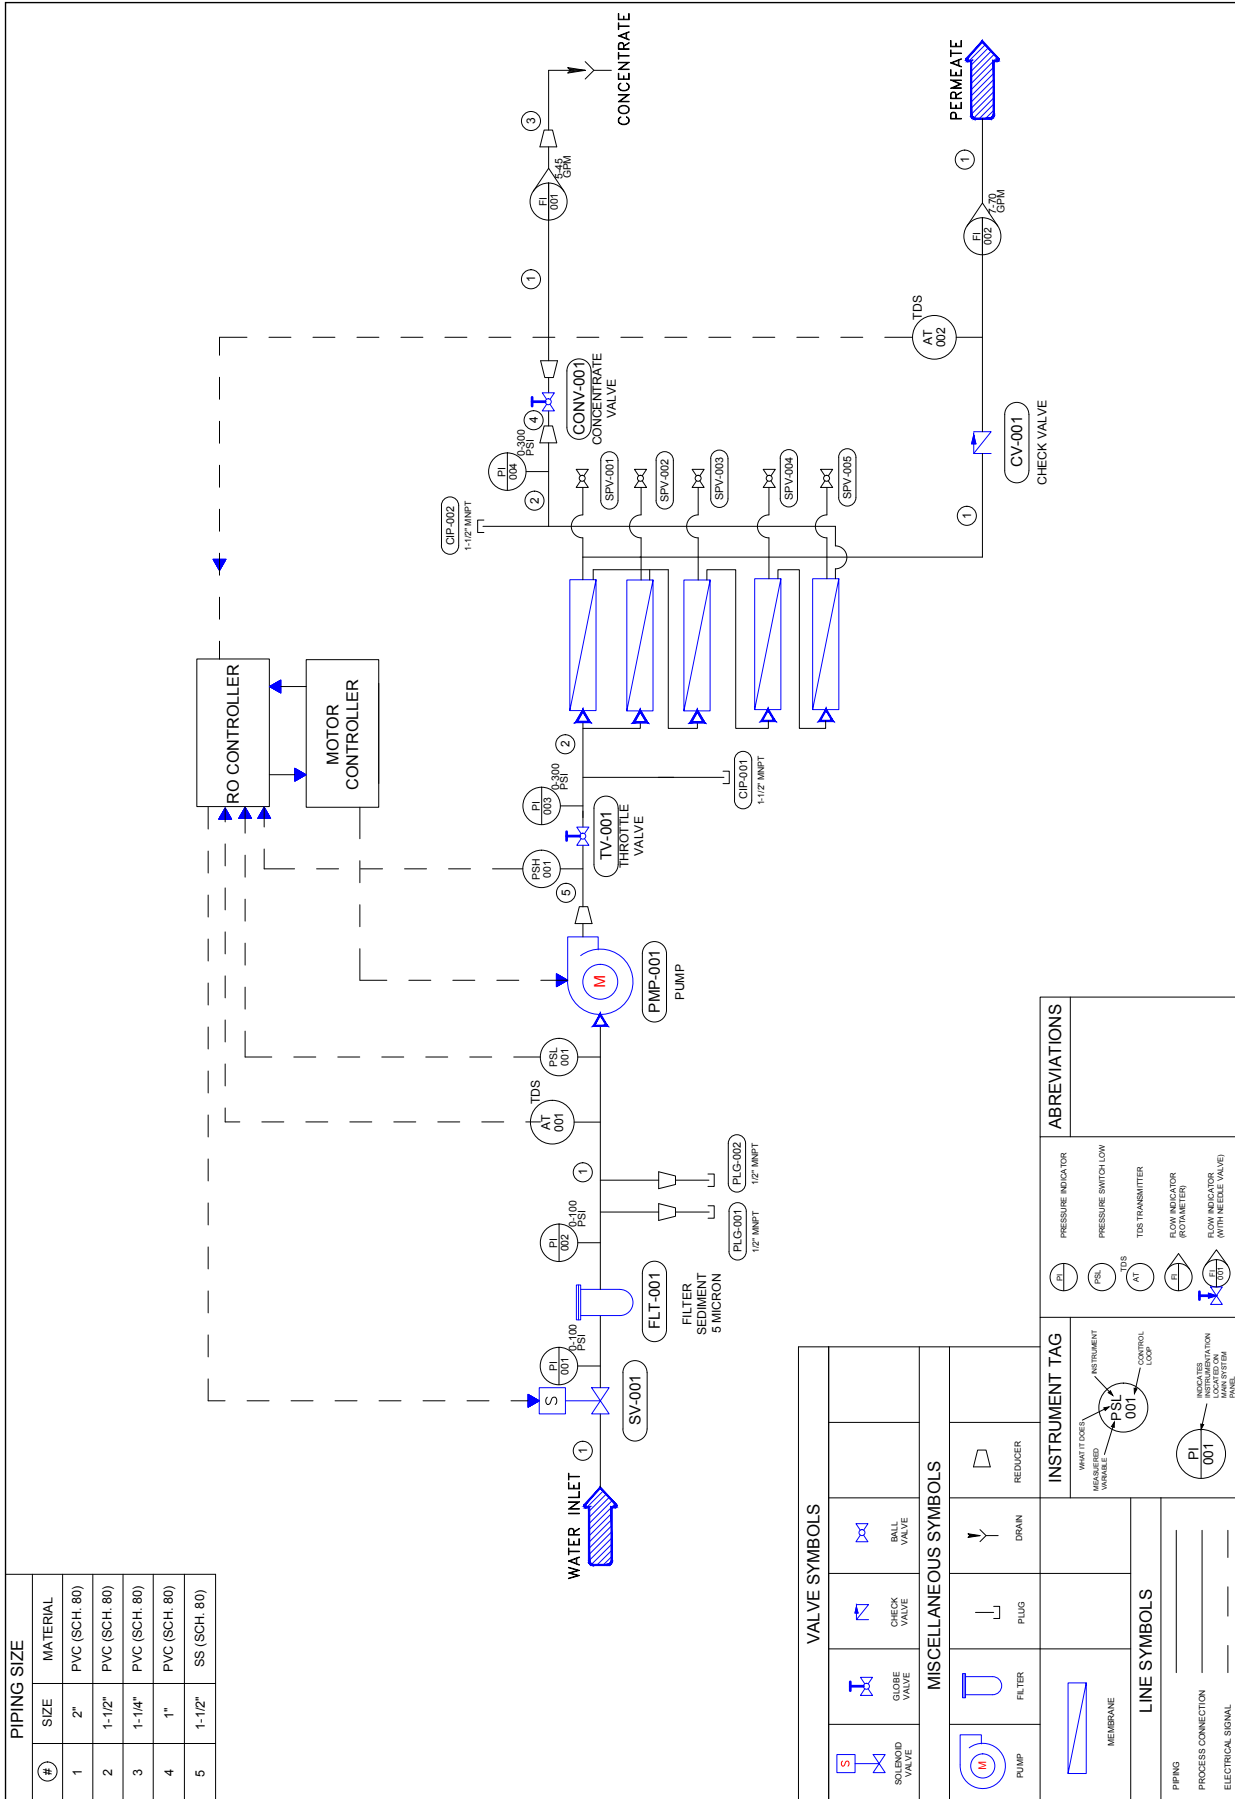 PIPING SIZE
# SIZE MATERIAL
1 2" PVC (SCH. 80)
2 1-1/2" PVC (SCH. 80)
3 1-1/4" PVC (SCH. 80)
4 1" PVC (SCH. 80)
5 1-1/2" SS (SCH. 80)
RO CONTROLLER
MOTOR
CONTROLLER
WATER INLET
1
S
SV-001
PI
001
0-100
PSI
FLT-001
FILTER
SEDIMENT
5 MICRON
PI
002
0-100
PSI
PLG-001
1/2" MNPT
PLG-002
1/2" MNPT
1
AT
001
TDS
PSL
001
M
PMP-001
PUMP
5
PSH
001
TV-001
THROTTLE
VALVE
PI
003
0-300
PSI
CIP-001
1-1/2" MNPT
2
CIP-002
1-1/2" MNPT
SPV-001
SPV-002
SPV-003
SPV-004
SPV-005
2
PI
004
0-300
PSI
4
CONV-001
CONCENTRATE
VALVE
1
FI
001
5-45
GPM
3
CONCENTRATE
1
CV-001
CHECK VALVE
AT
002
TDS
FI
002
7-70
GPM
1
PERMEATE
VALVE SYMBOLS
S
SOLENOID
VALVE
GLOBE
VALVE
CHECK
VALVE
BALL
VALVE
MISCELLANEOUS SYMBOLS
M
PUMP
FILTER
PLUG
DRAIN
REDUCER
MEMBRANE
LINE SYMBOLS
PIPING
PROCESS CONNECTION
ELECTRICAL SIGNAL
INSTRUMENT TAG
WHAT IT DOES
MEASUERED
VARIABLE
INSTRUMENT
PSL
001
CONTROL
LOOP
PI
001
INDICATES
INSTRUMENTATION
LOCATED ON
MAIN SYSTEM
PANEL
PI
PRESSURE INDICATOR
PSL
PRESSURE SWITCH LOW
AT
TDS
TDS TRANSMITTER
FI
FLOW INDICATOR
(ROTAMETER)
FI
001
FLOW INDICATOR
(WITH NEEDLE VALVE)
ABREVIATIONS